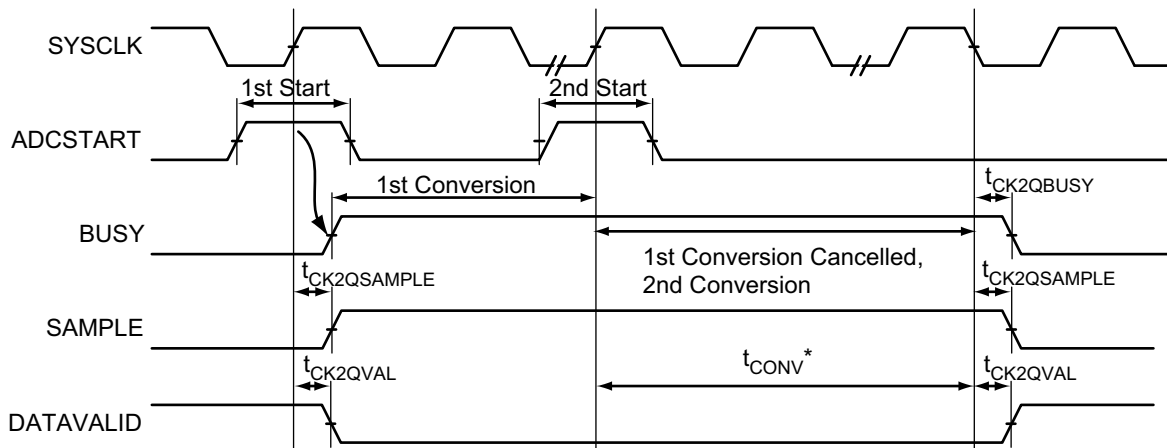 SYSCLK
1st Start
2nd Start
ADCSTART
1st Conversion
tCK2QBUSY
BUSY
1st Conversion Cancelled,
2nd Conversion
tCK2QSAMPLE
tCK2QSAMPLE
SAMPLE
tCK2QVAL
tCONV*
tCK2QVAL
DATAVALID